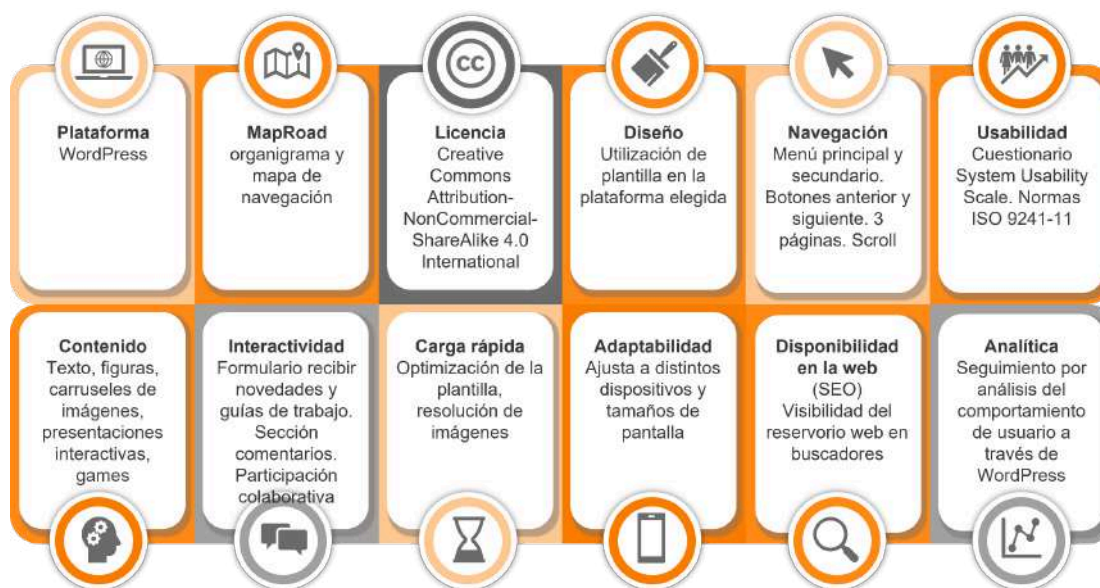 CC
Plataforma
WordPress
MapRoad
organigrama y
mapa de
navegación
Licencia
Creative
Commons
Attribution-
NonCommercial-
ShareAlike 4.0
International
Diseño
Utilización de
plantilla en la
plataforma elegida
Navegación
Menú principal y
secundario.
Botones anterior y
siguiente. 3
páginas. Scroll
Usabilidad
Cuestionario
System Usability
Scale. Normas
ISO 9241-11
Contenido
Texto, figuras,
carruseles de
imágenes,
presentaciones
interactivas,
games
Interactividad
Formulario recibir
novedades y
guías de trabajo.
Sección
comentarios.
Participación
colaborativa
Carga rápida
Optimización de la
plantilla,
resolución de
imágenes
Adaptabilidad
Ajusta a distintos
dispositivos y
tamaños de
pantalla
Disponibilidad
en la web
(SEO)
Visibilidad del
reservorio web en
buscadores
Analítica
Seguimiento por
análisis del
comportamiento
de usuario a
través de
WordPress